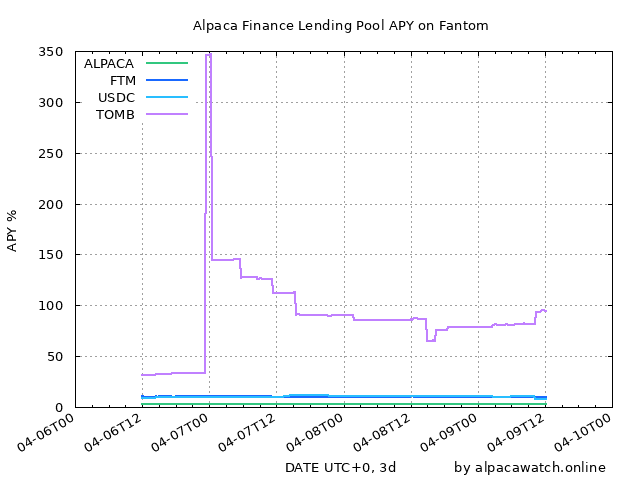 Alpaca Finance Lending Pool APY on Fantom
350
300
250
200
150
100
50
0
APY %
ALPACA
FTM
USDC
TOMB
04-06T00
04-06T12
04-07T00
04-07T12
04-08T00
04-08T12
04-09T00
04-09T12
04-10T00
DATE UTC+0, 3d
by alpacawatch.online